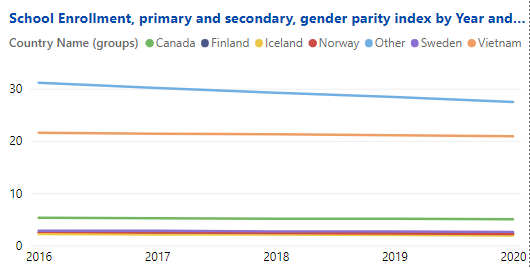 School Enrollment, primary and secondary, gender parity index by Year and...
Country Name (groups) Canada Finland Iceland Norway Other Sweden Vietnam
30
20
10
0
2016 2017 2018 2019 2020